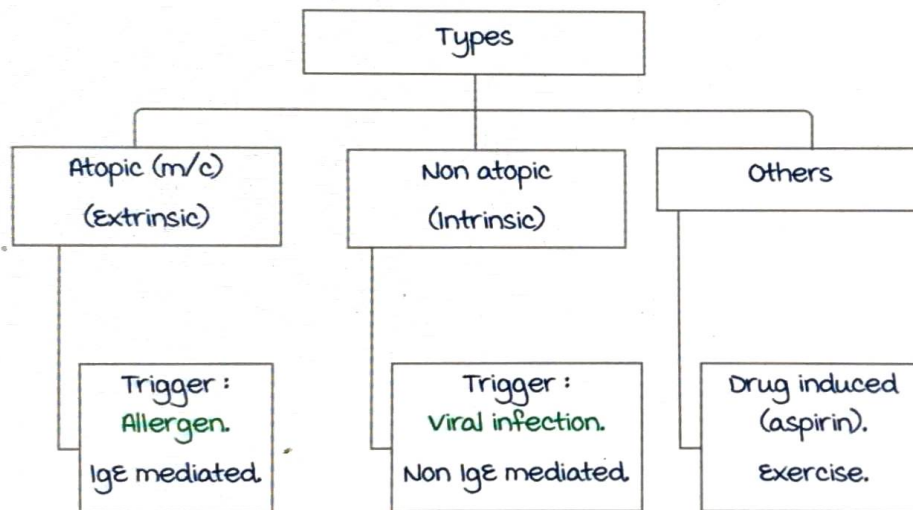 Types
Atopic (m/c)
(Extrinsic)
Non atopic
(Intrinsic)
Others
Trigger :
Allergen.
IgE mediated.
Trigger :
Viral infection.
Non IgE mediated.
Drug induced
(aspirin).
Exercise.